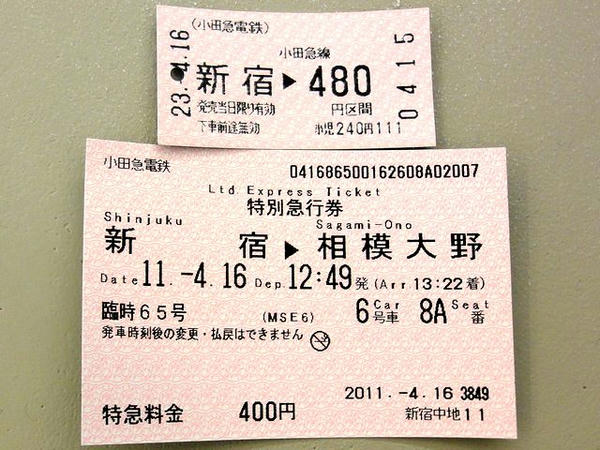 (小田急電鉄)
23.-4.16
小田急線
新宿▶480
発売当日限り有効 円区間
下車前途無効 小児240円111
0415
小田急電鉄 041686500162608A02007
Ltd Express Ticket
特別急行券
Shinjuku Sagami-Ono
新宿▶相模大野
Date 11.-4.16 Dep. 12:49発(Arr 13:22着)
臨時65号 (MSE6) 6 Car 号車 8A Seat 番
発車時刻後の変更・払戻はできません
2011.-4.16 3849
特急料金 400円 新宿中地11